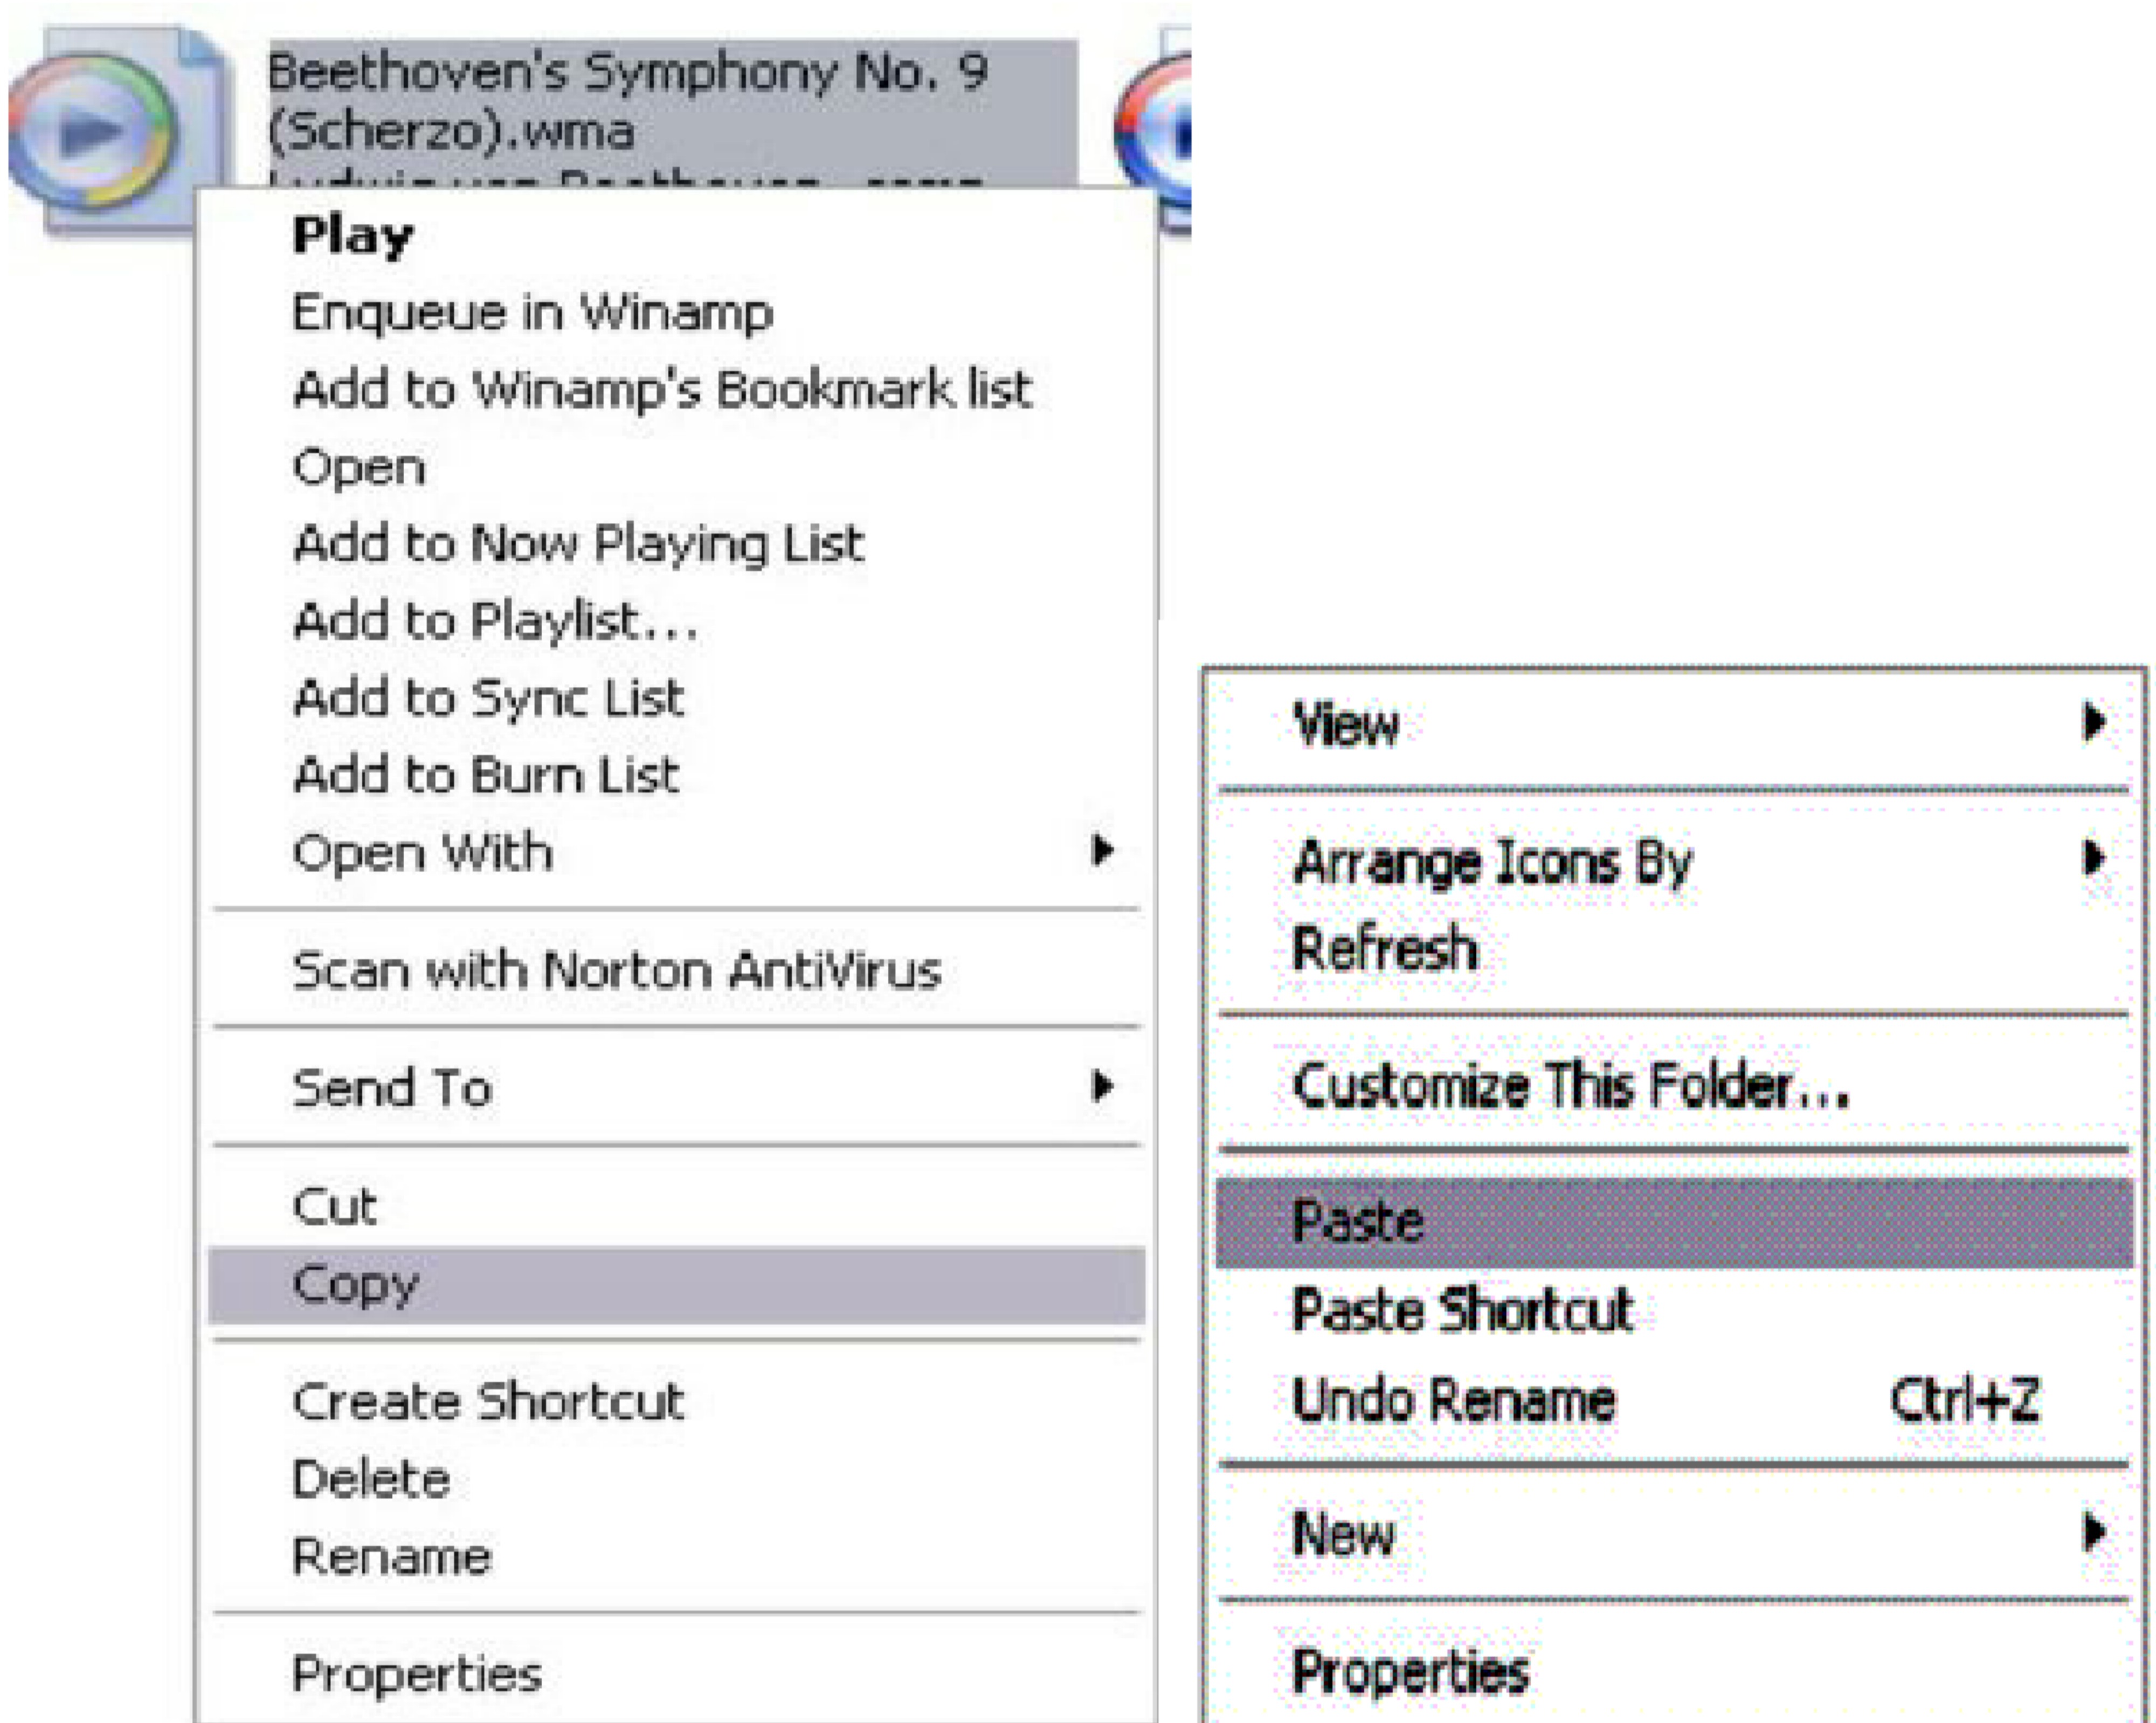 Beethoven's Symphony No. 9
(Scherzo).wma
Play
Enqueue in Winamp
Add to Winamp's Bookmark list
Open
Add to Now Playing List
Add to Playlist...
Add to Sync List
Add to Burn List
Open With
Scan with Norton AntiVirus
Send To
Cut
Copy
Create Shortcut
Delete
Rename
Properties
View
Arrange Icons By
Refresh
Customize This Folder...
Paste
Paste Shortcut
Undo Rename Ctrl+Z
New
Properties